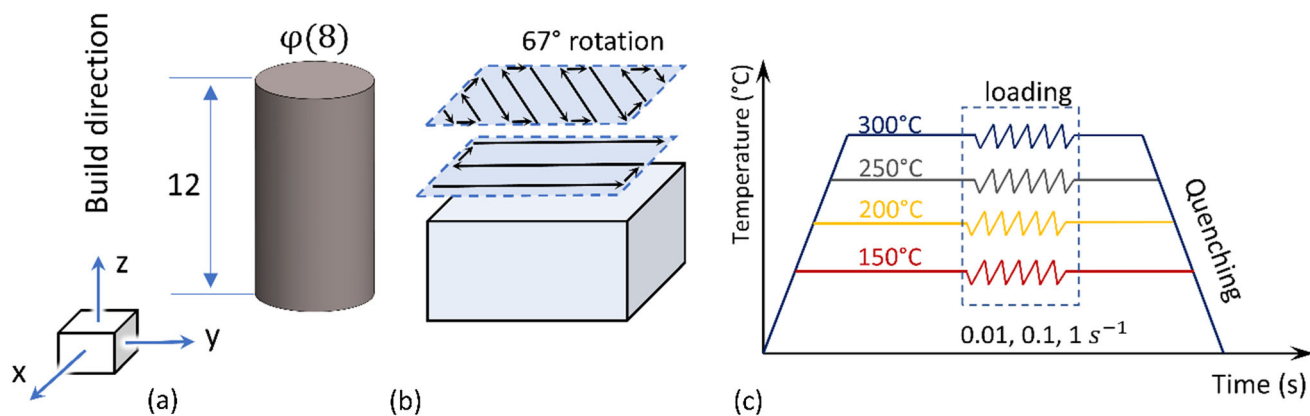 Build direction
φ(8)
12
z
y
x
(a)
67° rotation
(b)
Temperature (°C)
loading
300°C
250°C
200°C
150°C
Quenching
0.01, 0.1, 1 s⁻¹
Time (s)
(c)